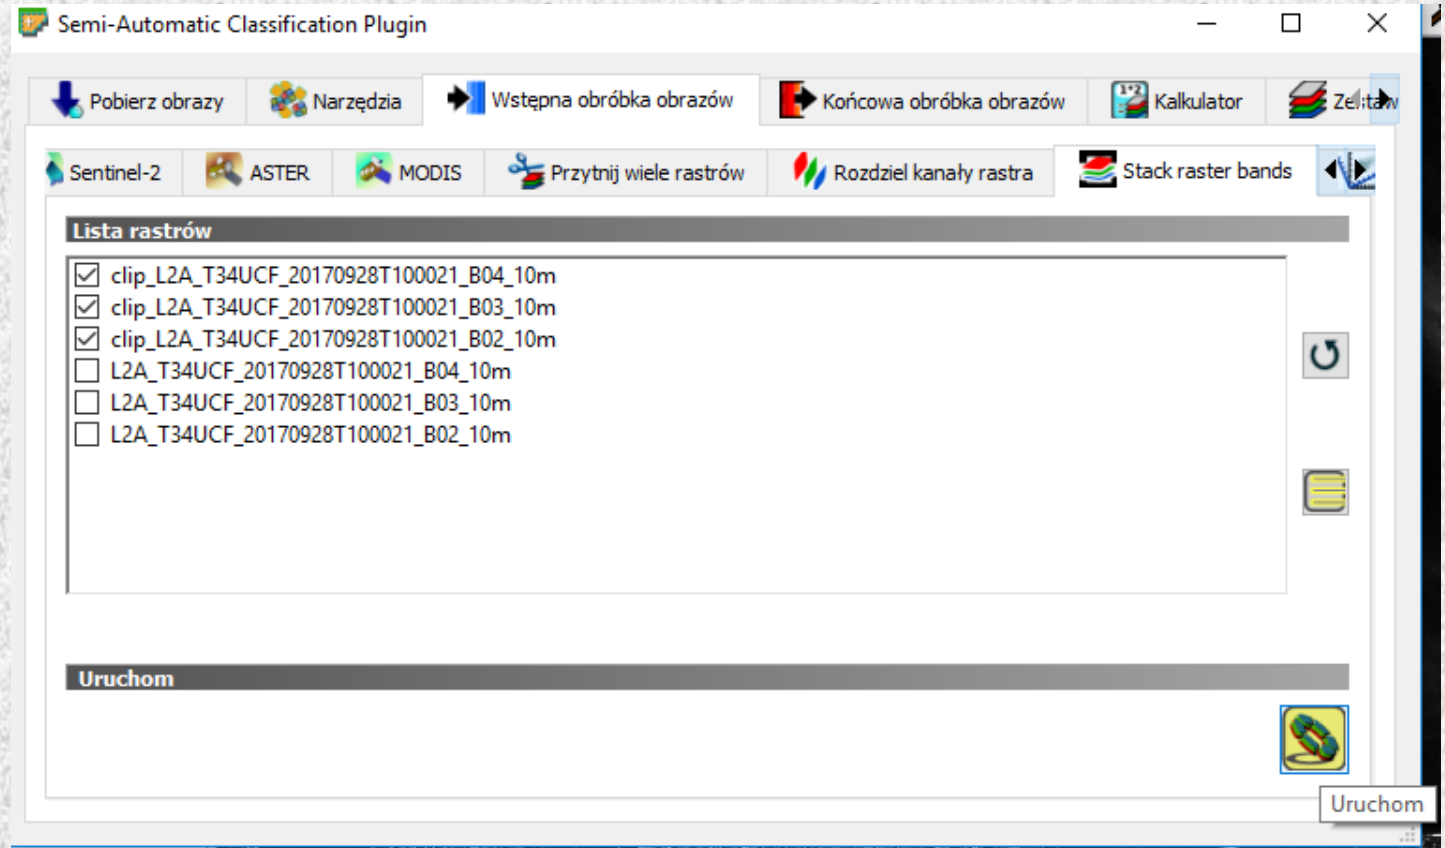 Semi-Automatic Classification Plugin
Pobierz obrazy Narzędzia Wstępna obróbka obrazów Końcowa obróbka obrazów Kalkulator
Sentinel-2 ASTER MODIS Przytnij wiele rastrów Rozdziel kanały rastra Stack raster bands
Lista rastrów
clip_L2A_T34UCF_20170928T100021_B04_10m
clip_L2A_T34UCF_20170928T100021_B03_10m
clip_L2A_T34UCF_20170928T100021_B02_10m
L2A_T34UCF_20170928T100021_B04_10m
L2A_T34UCF_20170928T100021_B03_10m
L2A_T34UCF_20170928T100021_B02_10m
Uruchom
Uruchom